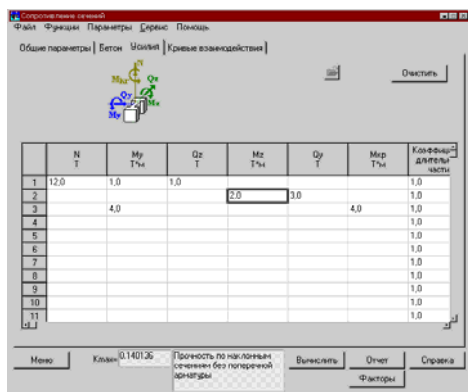 Сопротивление сечений
Файл Функции Параметры Сервис Помощь
Общие параметры Бетон Усилия Кривые взаимодействия
N
Mкр Qz
Qy Mz
My
Очистить
N Му Qz Mz Qy Мкр Коэффиц
Т Т*м Т Т*м Т Т*м длительн
части
1 12,0 1,0 1,0 1,0
2 2,0 3,0 1,0
3 4,0 4,0 1,0
4 1,0
5 1,0
6 1,0
7 1,0
8 1,0
9 1,0
10 1,0
11 1,0
Меню Kмакс 0.140136 Прочность по наклонным сечениям без поперечной арматуры Вычислить Отчет Справка
Факторы